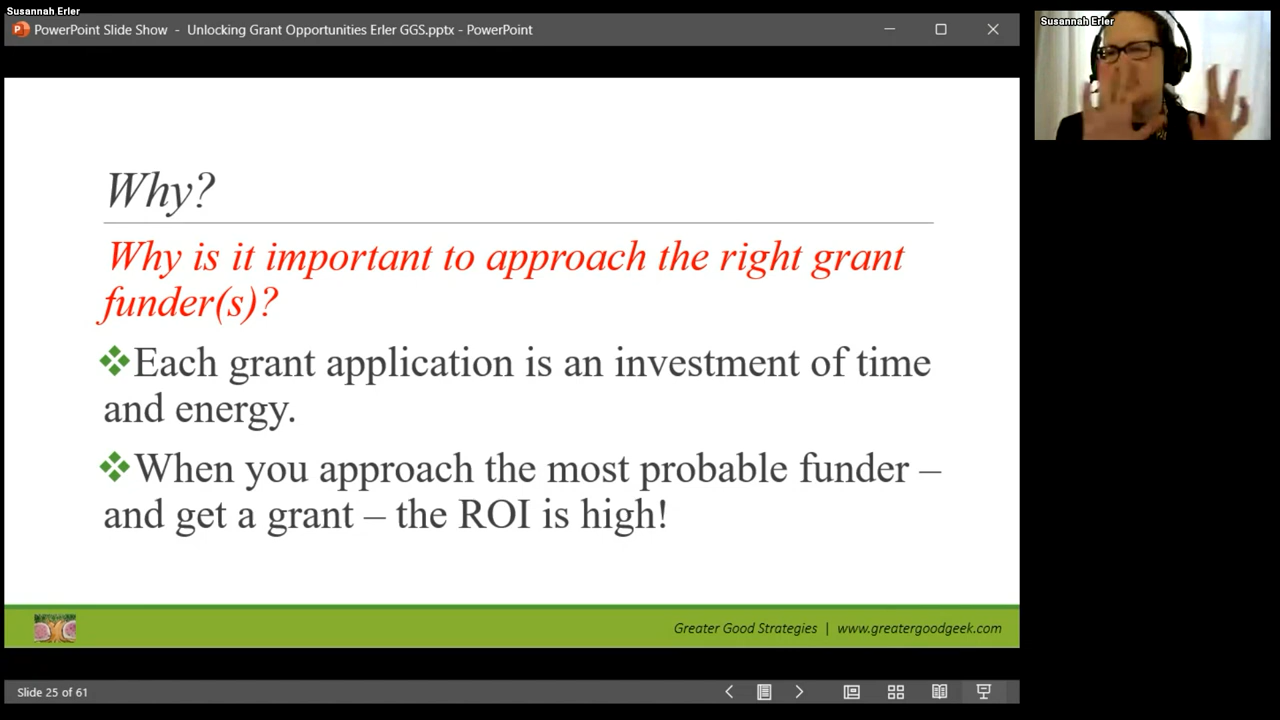 Susannah Erler
PowerPoint Slide Show - Unlocking Grant Opportunities Erler GGS.pptx - PowerPoint
Susannah Erler
Why?
Why is it important to approach the right grant
funder(s)?
❖Each grant application is an investment of time
and energy.
❖When you approach the most probable funder –
and get a grant – the ROI is high!
Greater Good Strategies | www.greatergoodgeek.com
Slide 25 of 61